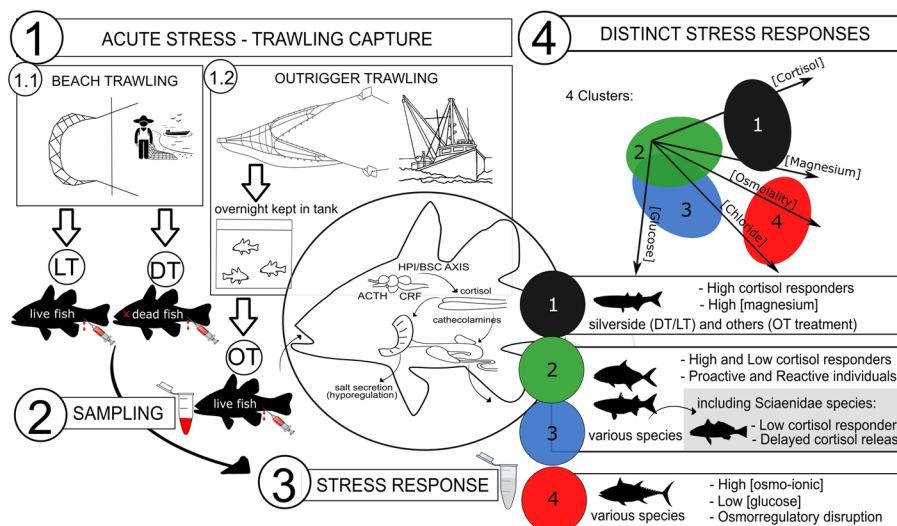 1
ACUTE STRESS - TRAWLING CAPTURE
1.1
BEACH TRAWLING
1.2
OUTRIGGER TRAWLING
overnight kept in tank
LT
DT
live fish
x dead fish
OT
live fish
2
SAMPLING
3
STRESS RESPONSE
HPI/BSC AXIS
ACTH
CRF
cortisol
cathecolamines
salt secretion
(hyporegulation)
4
DISTINCT STRESS RESPONSES
4 Clusters:
[Cortisol]
1
2
[Magnesium]
[Osmolality]
3
4
[Chloride]
[Glucose]
1
- High cortisol responders
- High [magnesium]
silverside (DT/LT) and others (OT treatment)
2
- High and Low cortisol responders
- Proactive and Reactive individuals
including Sciaenidae species:
- Low cortisol responder
- Delayed cortisol releas
3
various species
4
- High [osmo-ionic]
- Low [glucose]
- Osmorregulatory disruption
various species